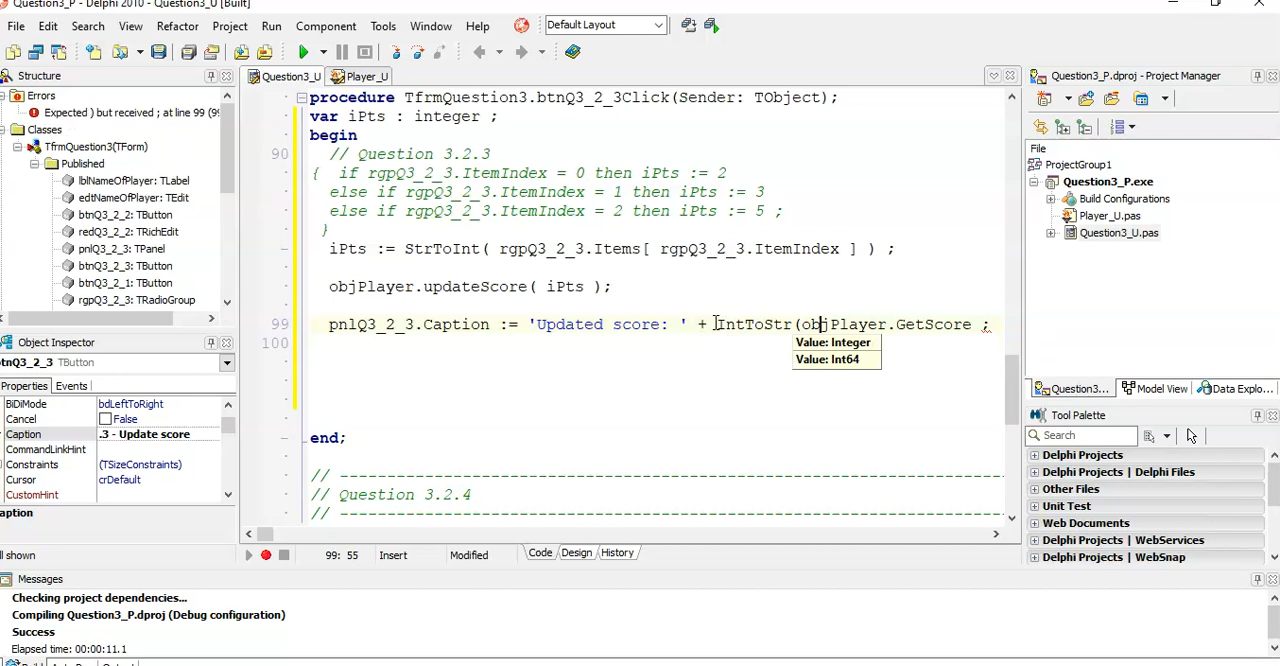 Question3_P - Delphi 2010 - Question3_U [Built]
File Edit Search View Refactor Project Run Component Tools Window Help Default Layout
Structure
Errors
Expected ) but received ; at line 99 (99
Classes
TfrmQuestion3(TForm)
Published
lblNameOfPlayer: TLabel
edtNameOfPlayer: TEdit
btnQ3_2_2: TButton
redQ3_2_2: TRichEdit
pnlQ3_2_3: TPanel
btnQ3_2_3: TButton
btnQ3_2_1: TButton
rgpQ3_2_3: TRadioGroup
Object Inspector
tnQ3_2_3 TButton
Properties Events
BiDiMode bdLeftToRight
Cancel False
Caption .3 - Update score
CommandLinkHint
Constraints (TSizeConstraints)
Cursor crDefault
CustomHint
aption
ll shown
Question3_U Player_U
procedure TfrmQuestion3.btnQ3_2_3Click(Sender: TObject);
var iPts : integer ;
begin
90 // Question 3.2.3
{ if rgpQ3_2_3.ItemIndex = 0 then iPts := 2
else if rgpQ3_2_3.ItemIndex = 1 then iPts := 3
else if rgpQ3_2_3.ItemIndex = 2 then iPts := 5 ;
}
iPts := StrToInt( rgpQ3_2_3.Items[ rgpQ3_2_3.ItemIndex ] ) ;
objPlayer.updateScore( iPts );
99 pnlQ3_2_3.Caption := 'Updated score: ' + IntToStr(objPlayer.GetScore ;
100
Value: Integer
Value: Int64
end;
// ----------------------------------------------------------------------
// Question 3.2.4
// ----------------------------------------------------------------------
99: 55 Insert Modified Code Design History
Question3_P.dproj - Project Manager
File
ProjectGroup1
Question3_P.exe
Build Configurations
Player_U.pas
Question3_U.pas
Question3... Model View Data Explo...
Tool Palette
Search
Delphi Projects
Delphi Projects | Delphi Files
Other Files
Unit Test
Web Documents
Delphi Projects | WebServices
Delphi Projects | WebSnap
Messages
Checking project dependencies...
Compiling Question3_P.dproj (Debug configuration)
Success
Elapsed time: 00:00:11.1